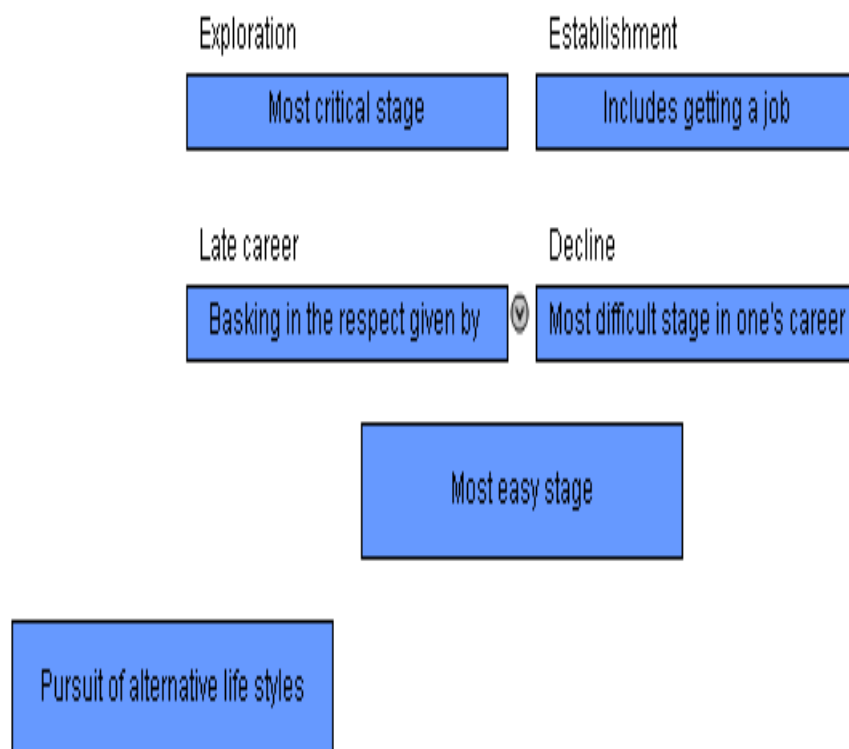 Exploration
Establishment
Most critical stage
Includes getting a job
Late career
Decline
Basking in the respect given by
Most difficult stage in one's career
Most easy stage
Pursuit of alternative life styles